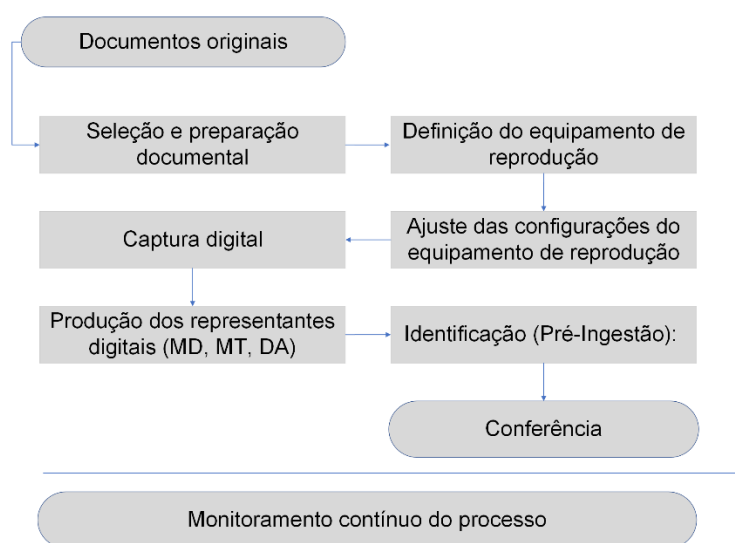 Documentos originais
Seleção e preparação
documental
Definição do equipamento de
reprodução
Captura digital
Ajuste das configurações do
equipamento de reprodução
Produção dos representantes
digitais (MD, MT, DA)
Identificação (Pré-Ingestão):
Conferência
Monitoramento contínuo do processo